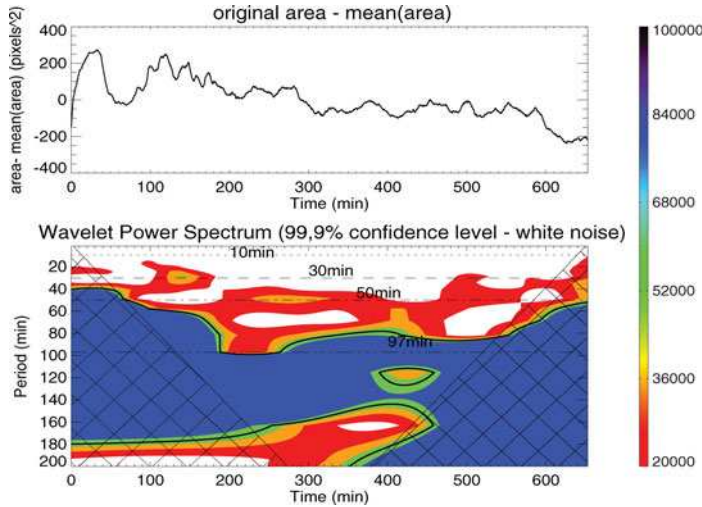 original area - mean(area)
area- mean(area) (pixels^2)
400
200
0
-200
-400
0 100 200 300 400 500 600
Time (min)
Wavelet Power Spectrum (99,9% confidence level - white noise)
Period (min)
20
40
60
80
100
120
140
160
180
200
10min
30min
50min
97min
0 100 200 300 400 500 600
Time (min)
100000
84000
68000
52000
36000
20000